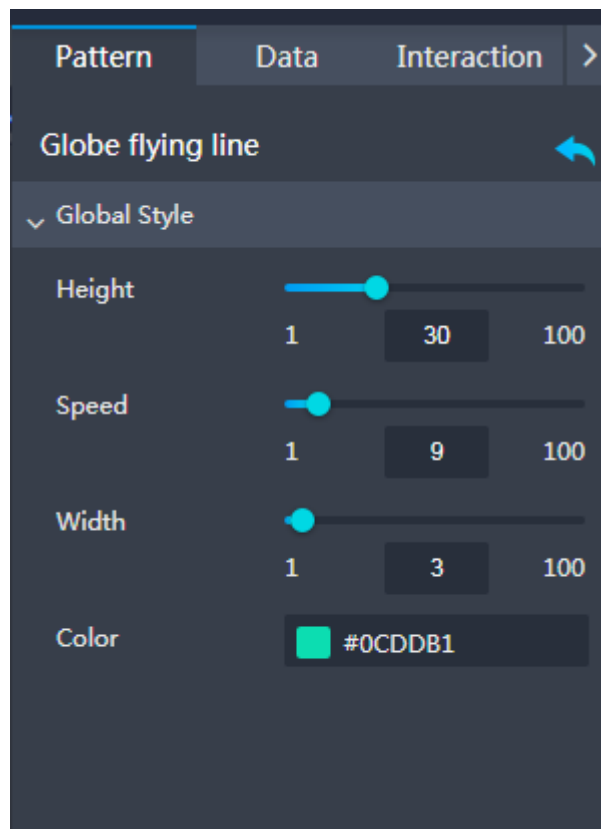 Pattern Data Interaction >
Globe flying line
Global Style
Height
1 30 100
Speed
1 9 100
Width
1 3 100
Color #0CDDB1